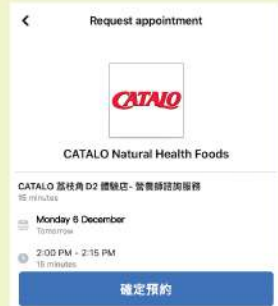 Request appointment
CATALO
CATALO Natural Health Foods
CATALO 荔枝角 D2 體驗店- 營養師諮詢服務
15 minutes
Monday 6 December
Tomorrow
2:00 PM - 2:15 PM
15 minutes
確定預約